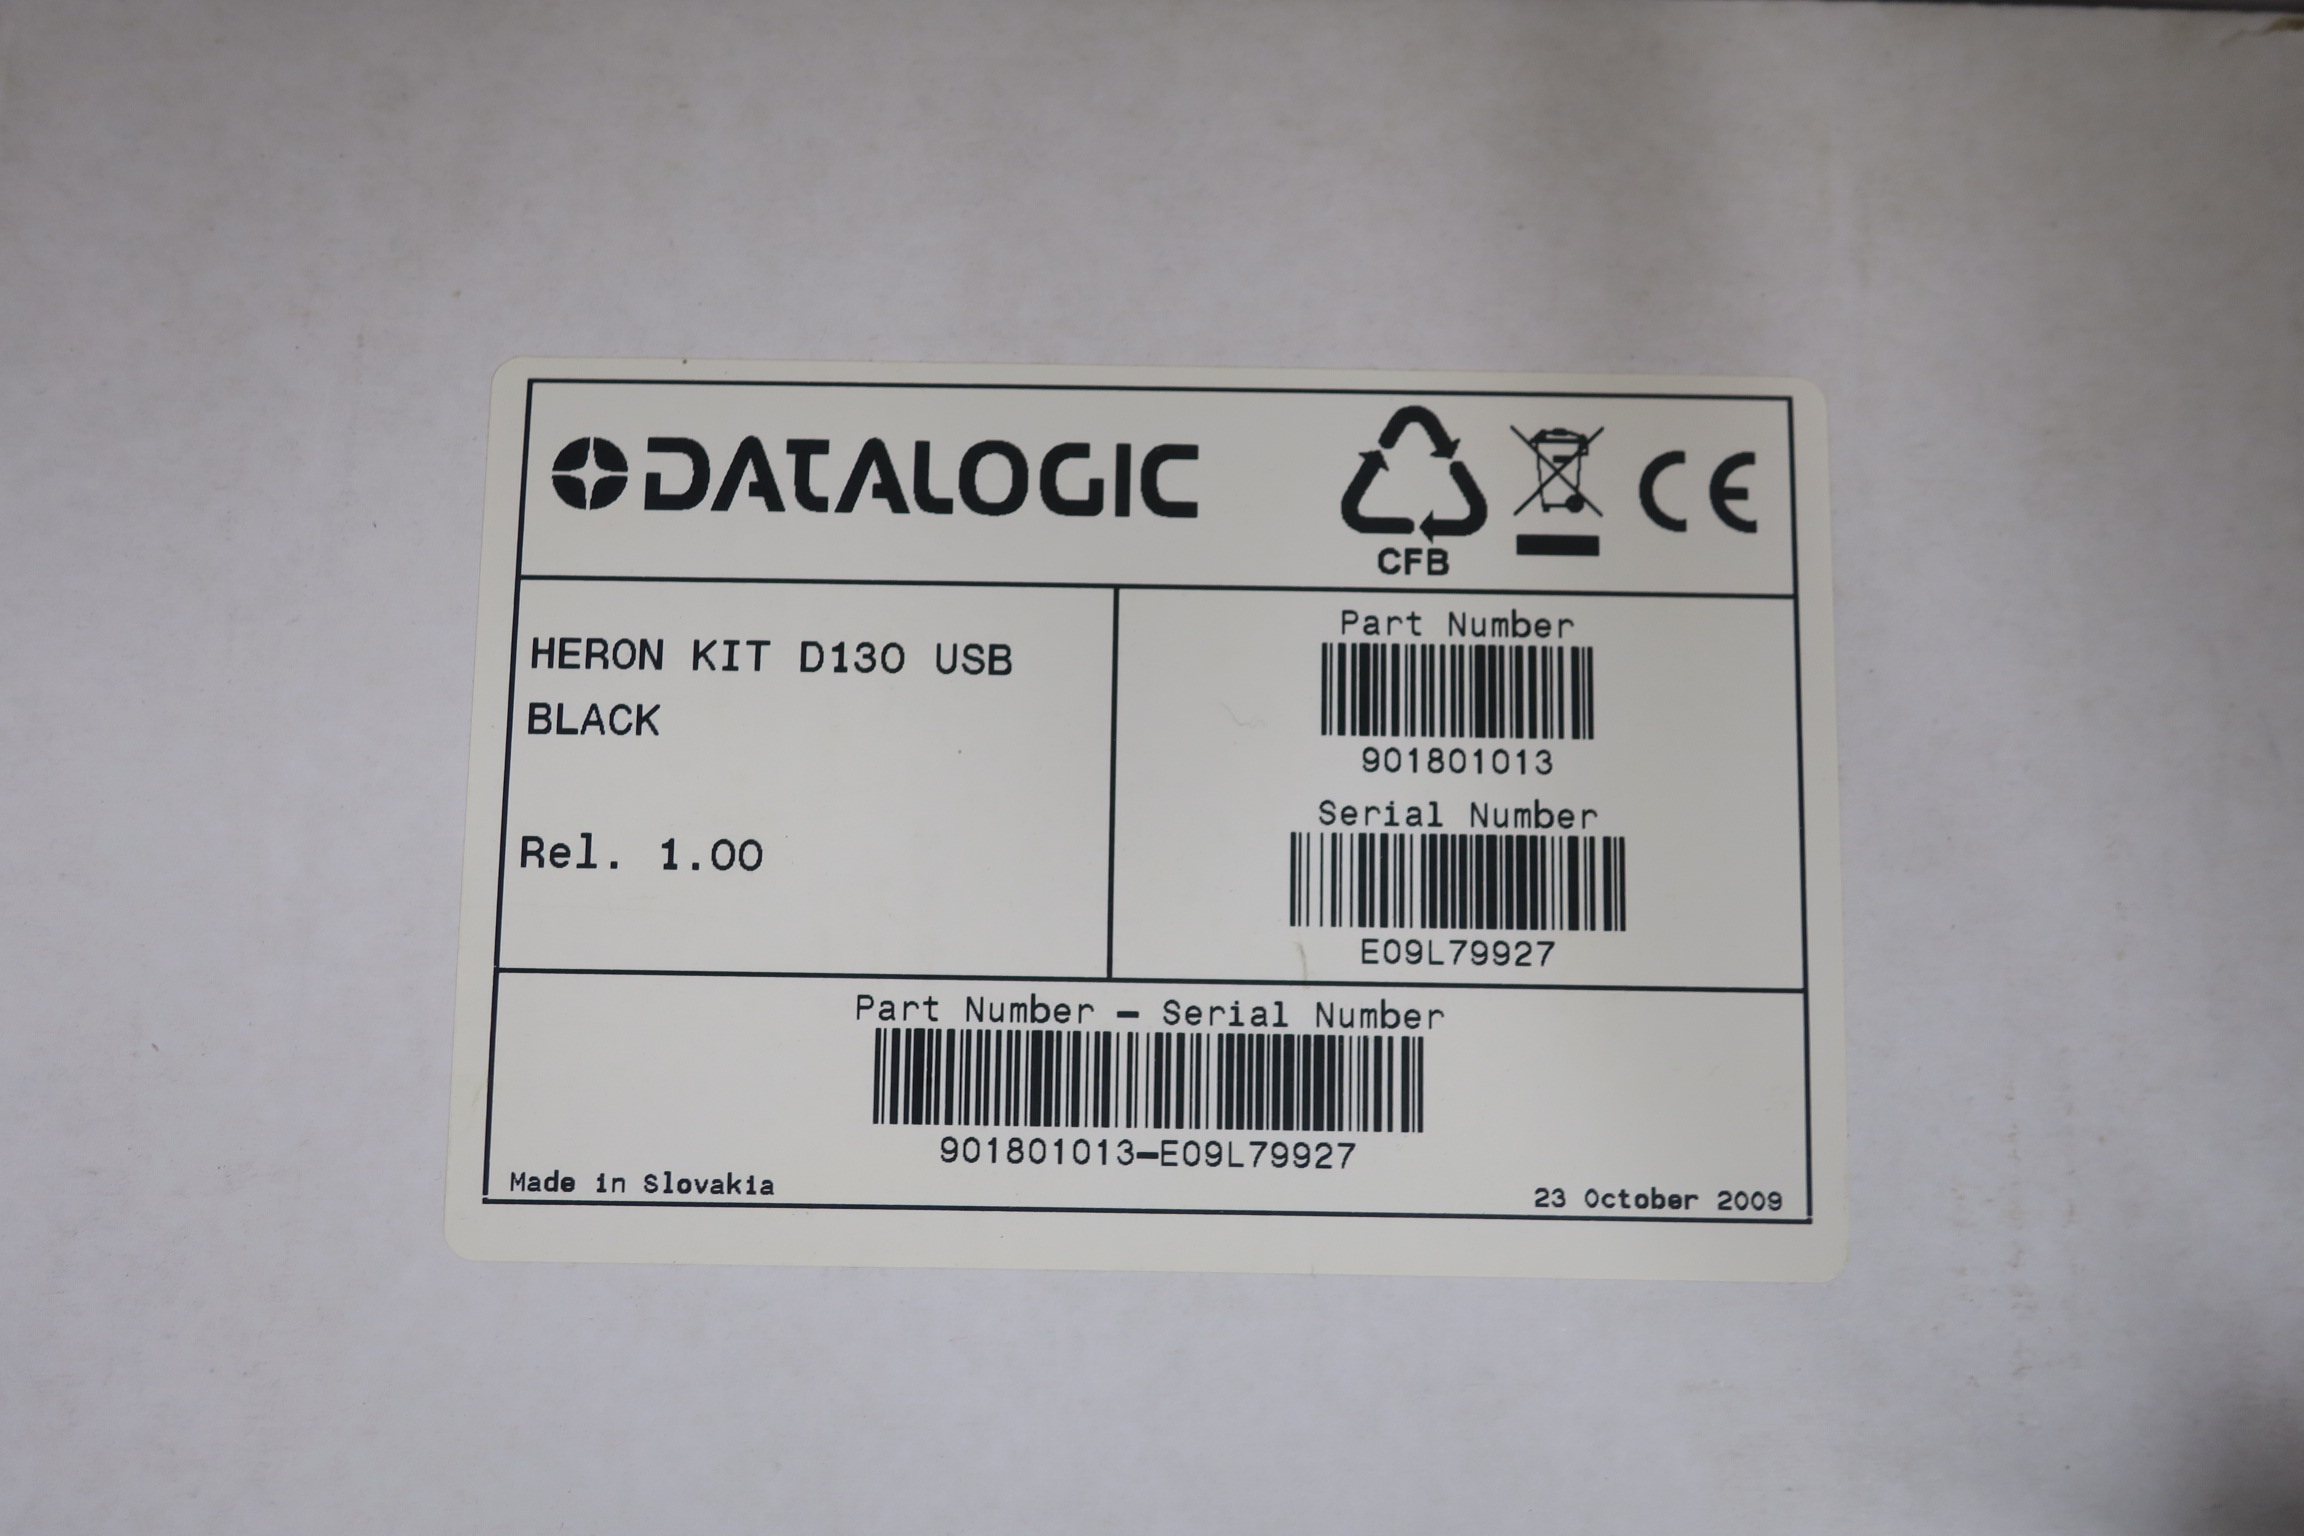 DATALOGIC
CFB
CE
HERON KIT D130 USB
BLACK
Rel. 1.00
Part Number
901801013
Serial Number
E09L79927
Part Number - Serial Number
901801013-E09L79927
Made in Slovakia
23 October 2009